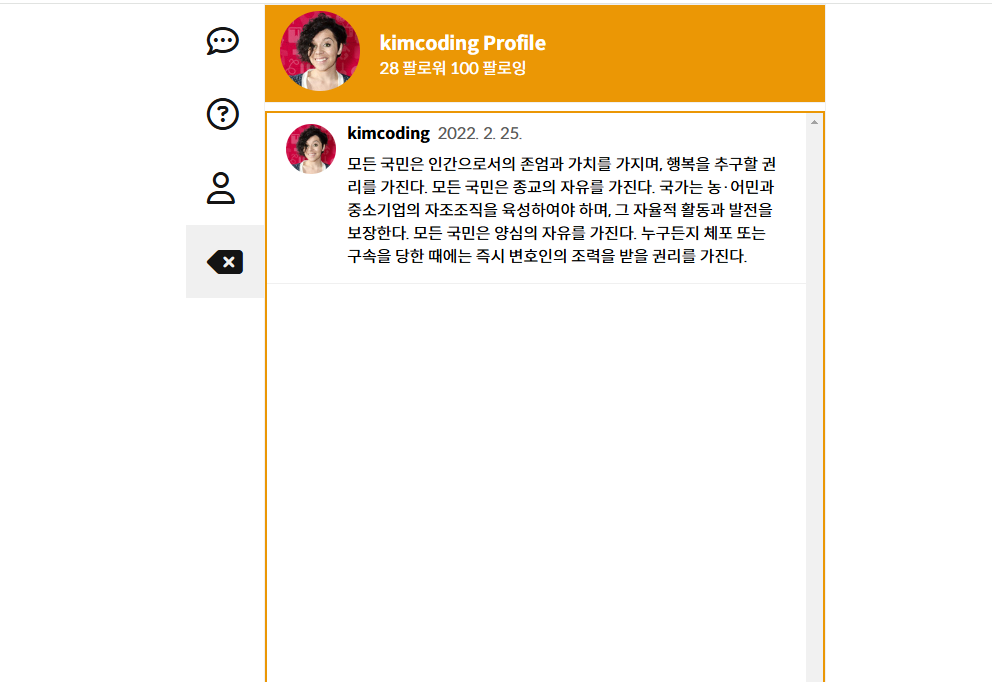 kimcoding Profile
28 팔로워 100 팔로잉
kimcoding 2022. 2. 25.
모든 국민은 인간으로서의 존엄과 가치를 가지며, 행복을 추구할 권
리를 가진다. 모든 국민은 종교의 자유를 가진다. 국가는 농·어민과
중소기업의 자조조직을 육성하여야 하며, 그 자율적 활동과 발전을
보장한다. 모든 국민은 양심의 자유를 가진다. 누구든지 체포 또는
구속을 당한 때에는 즉시 변호인의 조력을 받을 권리를 가진다.